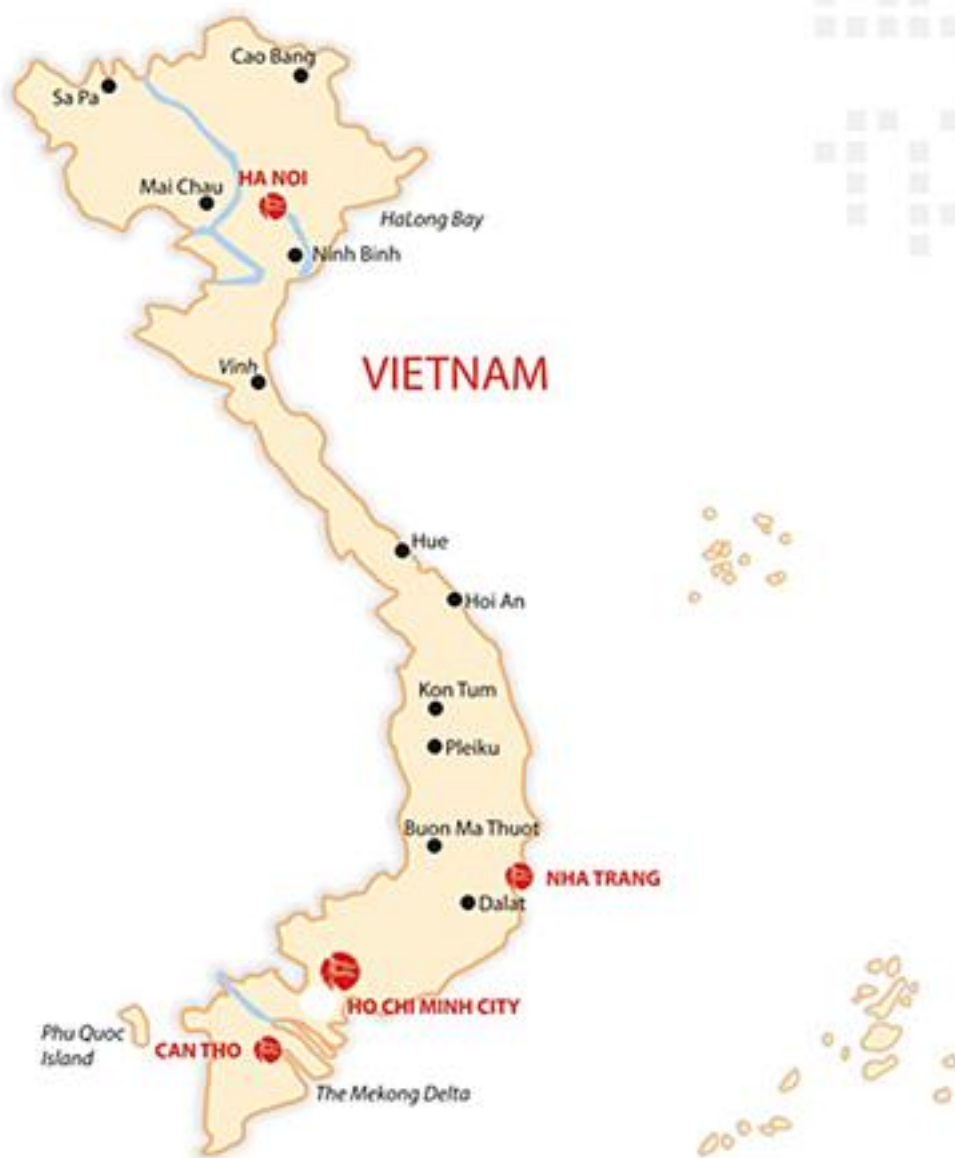 Cao Bang
Sa Pa
HA NOI
Mai Chau
HaLong Bay
Ninh Binh
Vinh
VIETNAM
Hue
Hoi An
Kon Tum
Pleiku
Buon Ma Thuot
NHA TRANG
Dalat
HO CHI MINH CITY
Phu Quoc
Island
CAN THO
The Mekong Delta